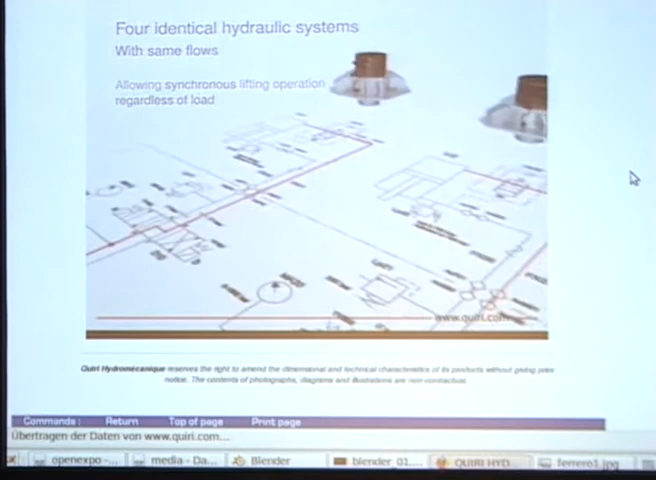 Four identical hydraulic systems
With same flows
Allowing synchronous lifting operation
regardless of load
www.quiri.com
Quiri Hydromécanique reserves the right to amend the dimensional and technical characteristics of its products without giving prior
notice. The contents of photographs, diagrams and illustrations are non-contractual.
Commands : Return Top of page Print page
Übertragen der Daten von www.quiri.com...
openexpo -... media - Da... Blender blender_01.... QUIRI HYD... ferrero1.jpg